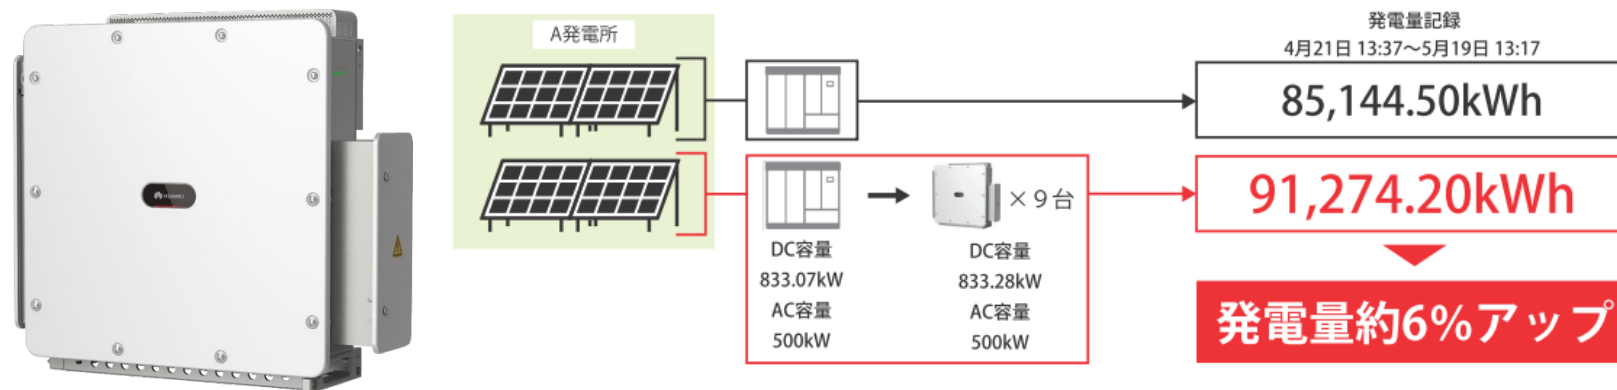 HUAWEI
A発電所
発電量記録
4月21日 13:37～5月19日 13:17
85,144.50kWh
×9台
91,274.20kWh
DC容量
833.07kW
AC容量
500kW
DC容量
833.28kW
AC容量
500kW
発電量約6%アップ